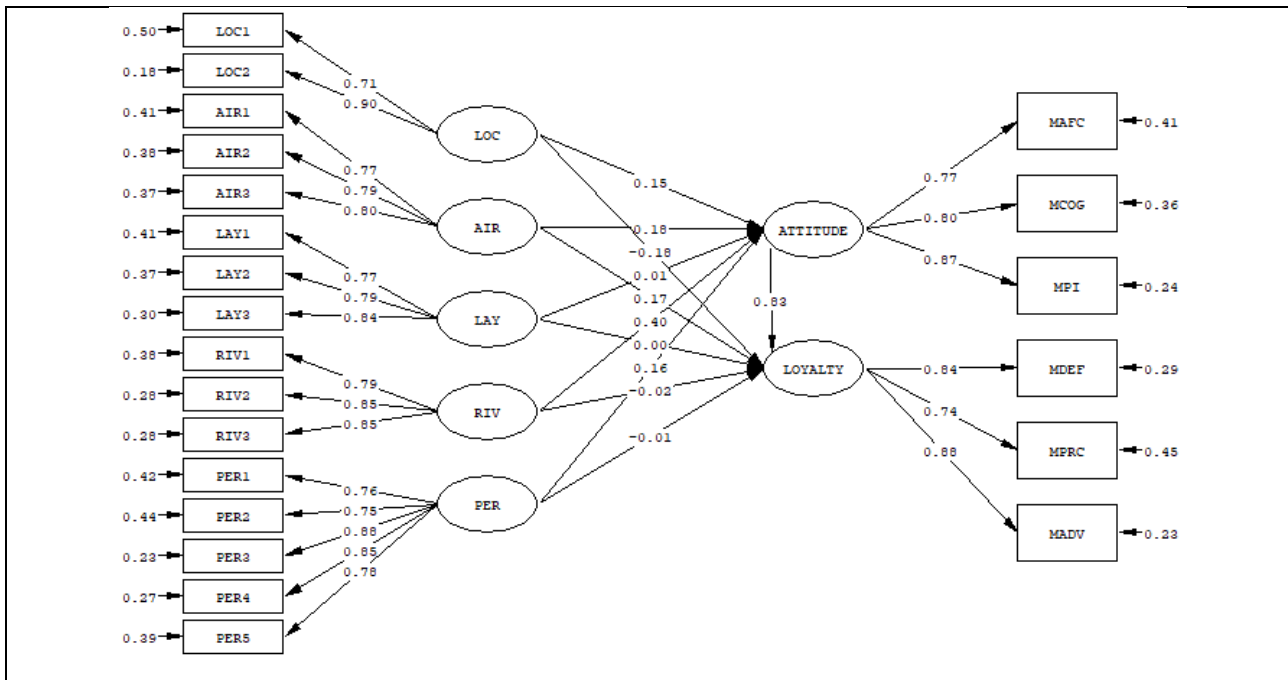 0.50 LOC1
0.18 LOC2
0.41 AIR1
0.38 AIR2
0.37 AIR3
0.41 LAY1
0.37 LAY2
0.30 LAY3
0.38 RIV1
0.28 RIV2
0.28 RIV3
0.42 PER1
0.44 PER2
0.23 PER3
0.27 PER4
0.39 PER5
0.71
0.90
0.77
0.79
0.80
0.77
0.79
0.84
0.79
0.85
0.85
0.76
0.75
0.88
0.85
0.78
LOC
AIR
LAY
RIV
PER
0.15
0.18
-0.18
0.01
0.17
0.40
0.00
0.16
-0.02
-0.01
ATTITUDE
0.83
LOYALTY
0.77
0.80
0.87
0.84
0.74
0.88
MAFC 0.41
MCOG 0.36
MPI 0.24
MDEF 0.29
MPRC 0.45
MADV 0.23